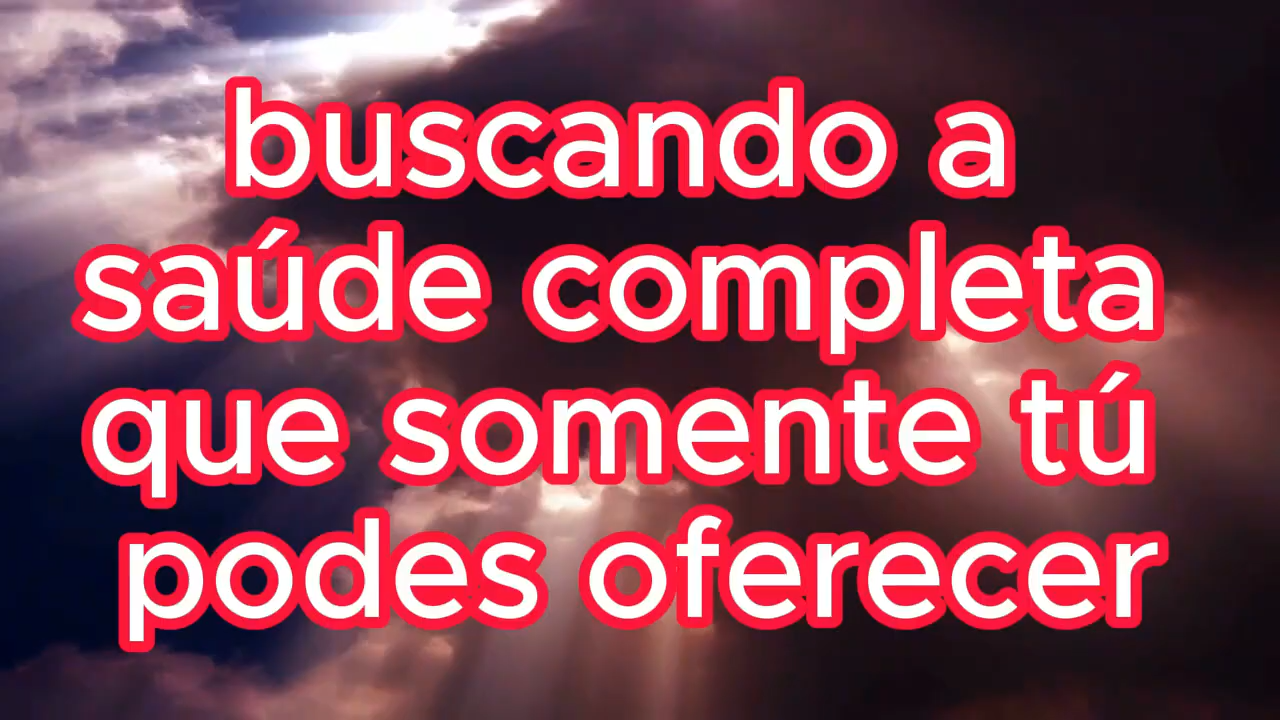 buscando a
saúde completa
que somente tú
podes oferecer